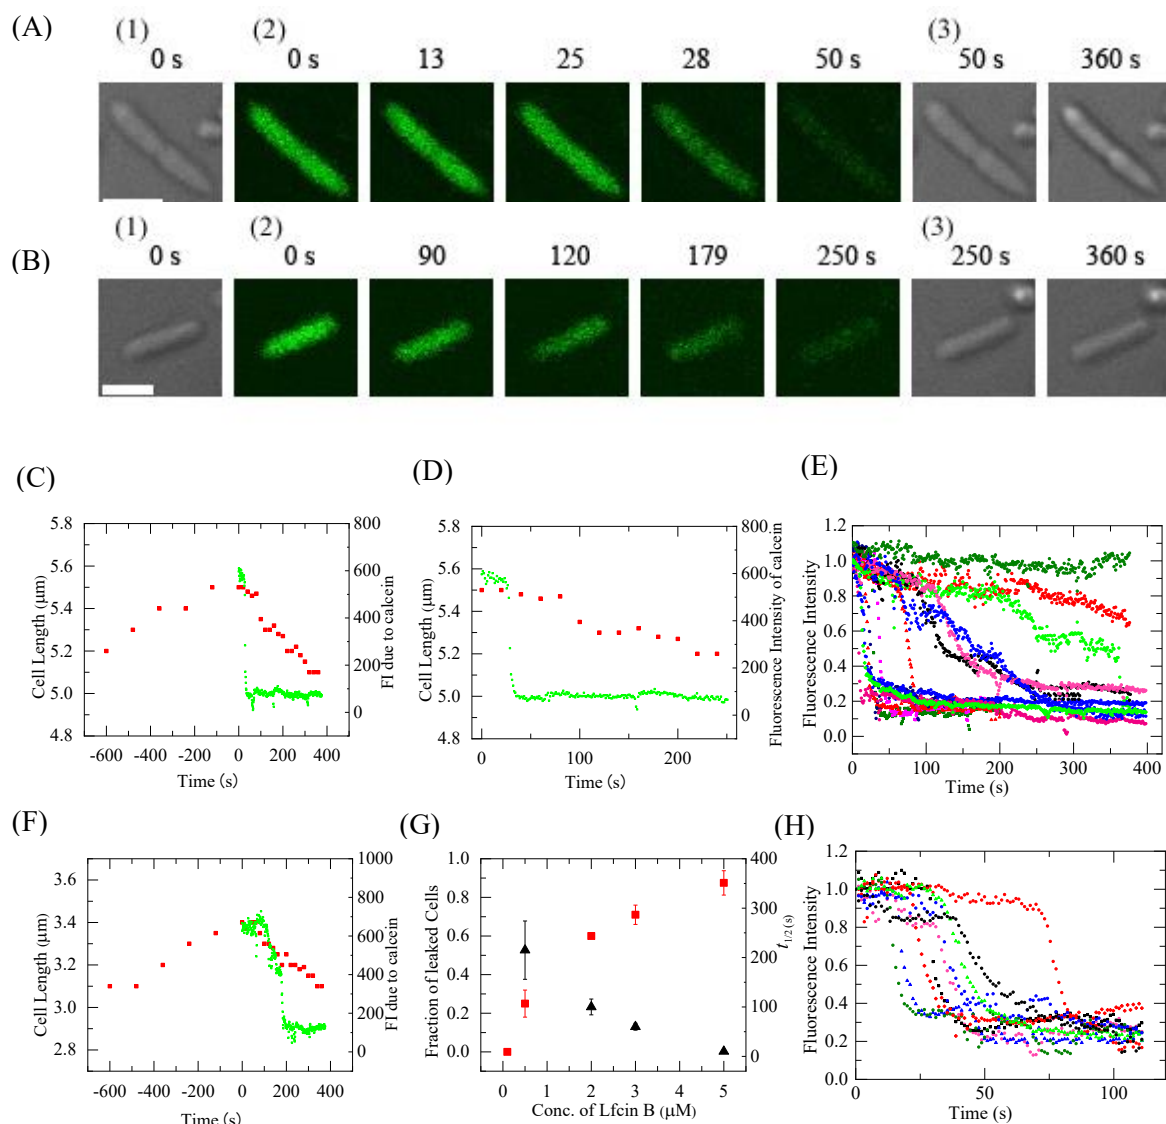 (A)
(1) (2) (3)
0 s 0 s 13 25 28 50 s 50 s 360 s
(B)
(1) (2) (3)
0 s 0 s 90 120 179 250 s 250 s 360 s
(C)
5.8
5.6
5.4
5.2
5.0
4.8
Cell Length (μm)
800
600
400
200
0
FI due to calcein
-600 -400 -200 0 200 400
Time (s)
(D)
5.8
5.6
5.4
5.2
5.0
4.8
Cell Length (μm)
800
600
400
200
0
Fluorescence Intensity of calcein
0 100 200
Time (s)
(E)
1.2
1.0
0.8
0.6
0.4
0.2
0.0
Fluorescence Intensity
0 100 200 300 400
Time (s)
(F)
3.6
3.4
3.2
3.0
2.8
Cell Length (μm)
1000
800
600
400
200
0
FI due to calcein
-600 -400 -200 0 200 400
Time (s)
(G)
1.0
0.8
0.6
0.4
0.2
0.0
Fraction of leaked Cells
400
300
200
100
0
t1/2 (s)
0 1 2 3 4 5
Conc. of Lfcin B (μM)
(H)
1.2
1.0
0.8
0.6
0.4
0.2
0.0
Fluorescence Intensity
0 50 100
Time (s)